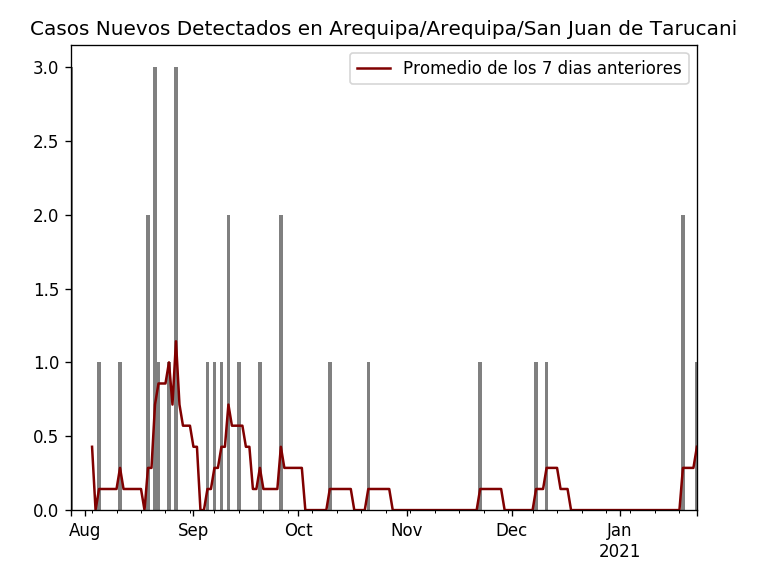 Casos Nuevos Detectados en Arequipa/Arequipa/San Juan de Tarucani
Promedio de los 7 dias anteriores
3.0
2.5
2.0
1.5
1.0
0.5
0.0
Aug Sep Oct Nov Dec Jan
2021